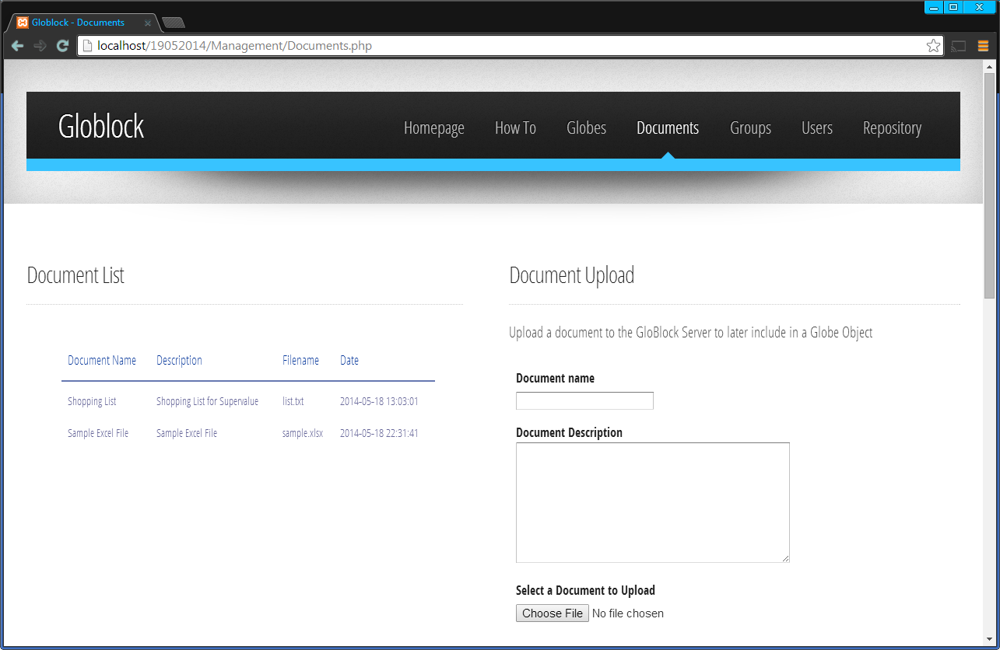 Globlock - Documents
localhost/19052014/Management/Documents.php
Globlock
Homepage How To Globes Documents Groups Users Repository
Document List
Document Name Description Filename Date
Shopping List Shopping List for Supervalue list.txt 2014-05-18 13:03:01
Sample Excel File Sample Excel File sample.xlsx 2014-05-18 22:31:41
Document Upload
Upload a document to the GloBlock Server to later include in a Globe Object
Document name
Document Description
Select a Document to Upload
Choose File No file chosen